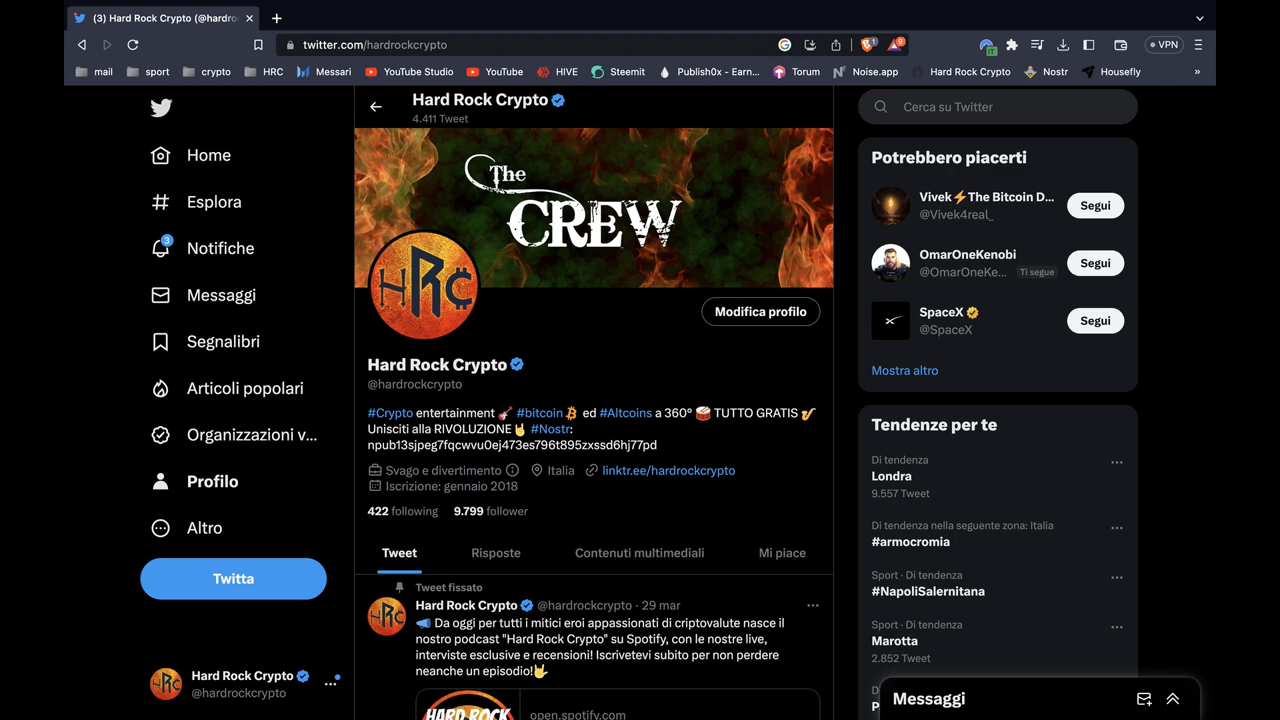 (3) Hard Rock Crypto (@hardro
twitter.com/hardrockcrypto
1
9
VPN
mail
sport
crypto
HRC
Messari
YouTube Studio
YouTube
HIVE
Steemit
Publish0x - Earn...
Torum
Noise.app
Hard Rock Crypto
Nostr
Housefly
»
Home
Esplora
3
Notifiche
Messaggi
Segnalibri
Articoli popolari
Organizzazioni v...
Profilo
Altro
Twitta
Hard Rock Crypto
@hardrockcrypto
Hard Rock Crypto
4.411 Tweet
The
CREW
HRC
Modifica profilo
Hard Rock Crypto
@hardrockcrypto
#Crypto entertainment 🎸 #bitcoin ₿ ed #Altcoins a 360° 🥁 TUTTO GRATIS 🎷
Unisciti alla RIVOLUZIONE🤘 #Nostr:
npub13sjpeg7fqcwvu0ej473es796t895zxssd6hj77pd
Svago e divertimento Italia linktr.ee/hardrockcrypto
Iscrizione: gennaio 2018
422 following 9.799 follower
Tweet Risposte Contenuti multimediali Mi piace
Tweet fissato
Hard Rock Crypto @hardrockcrypto · 29 mar
📣 Da oggi per tutti i mitici eroi appassionati di criptovalute nasce il
nostro podcast "Hard Rock Crypto" su Spotify, con le nostre live,
interviste esclusive e recensioni! Iscrivetevi subito per non perdere
neanche un episodio!🤟
HARD ROCK
open.spotify.com
Cerca su Twitter
Potrebbero piacerti
Vivek⚡The Bitcoin D...
@Vivek4real_
Segui
OmarOneKenobi
@OmarOneKe... Ti segue
Segui
SpaceX
@SpaceX
Segui
Mostra altro
Tendenze per te
Di tendenza
Londra
9.557 Tweet
Di tendenza nella seguente zona: Italia
#armocromia
Sport · Di tendenza
#NapoliSalernitana
Sport · Di tendenza
Marotta
2.852 Tweet
Messaggi